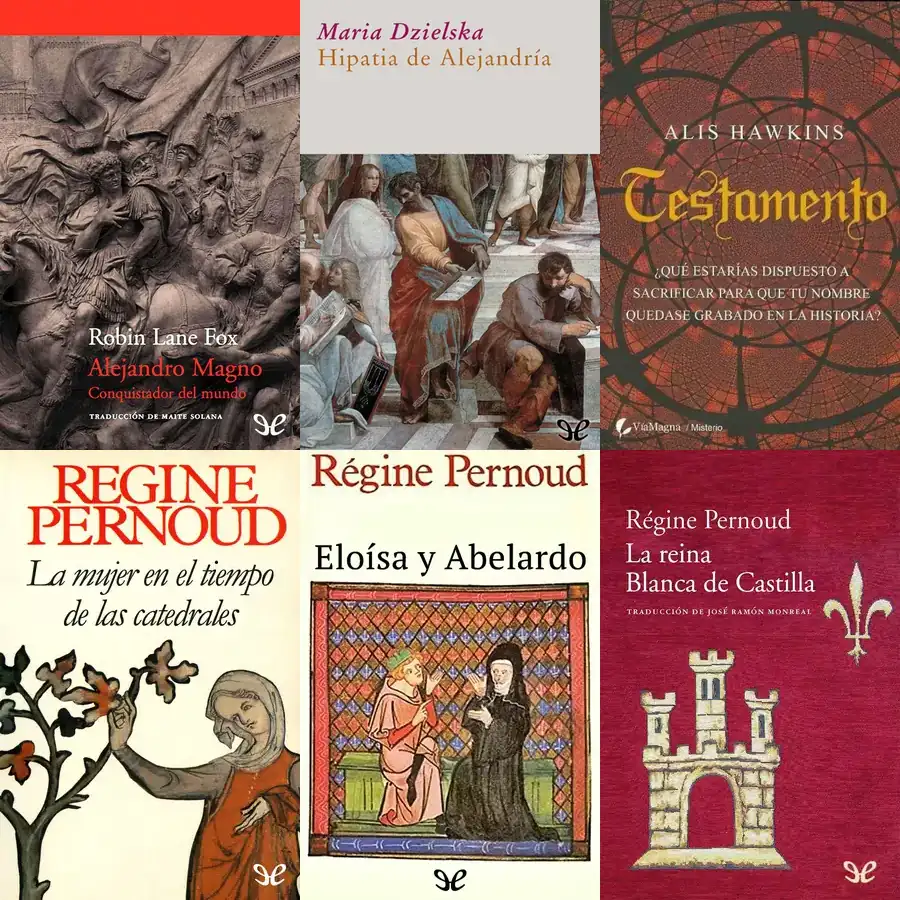 Robin Lane Fox
Alejandro Magno
Conquistador del mundo
TRADUCCIÓN DE MAITE SOLANA
Maria Dzielska
Hipatia de Alejandría
ALIS HAWKINS
Testamento
¿QUÉ ESTARÍAS DISPUESTO A
SACRIFICAR PARA QUE TU NOMBRE
QUEDASE GRABADO EN LA HISTORIA?
VíaMagna / Misterio
REGINE
PERNOUD
La mujer en el tiempo
de las catedrales
Régine Pernoud
Eloísa y Abelardo
Régine Pernoud
La reina
Blanca de Castilla
TRADUCCIÓN DE JOSÉ RAMÓN MONREAL